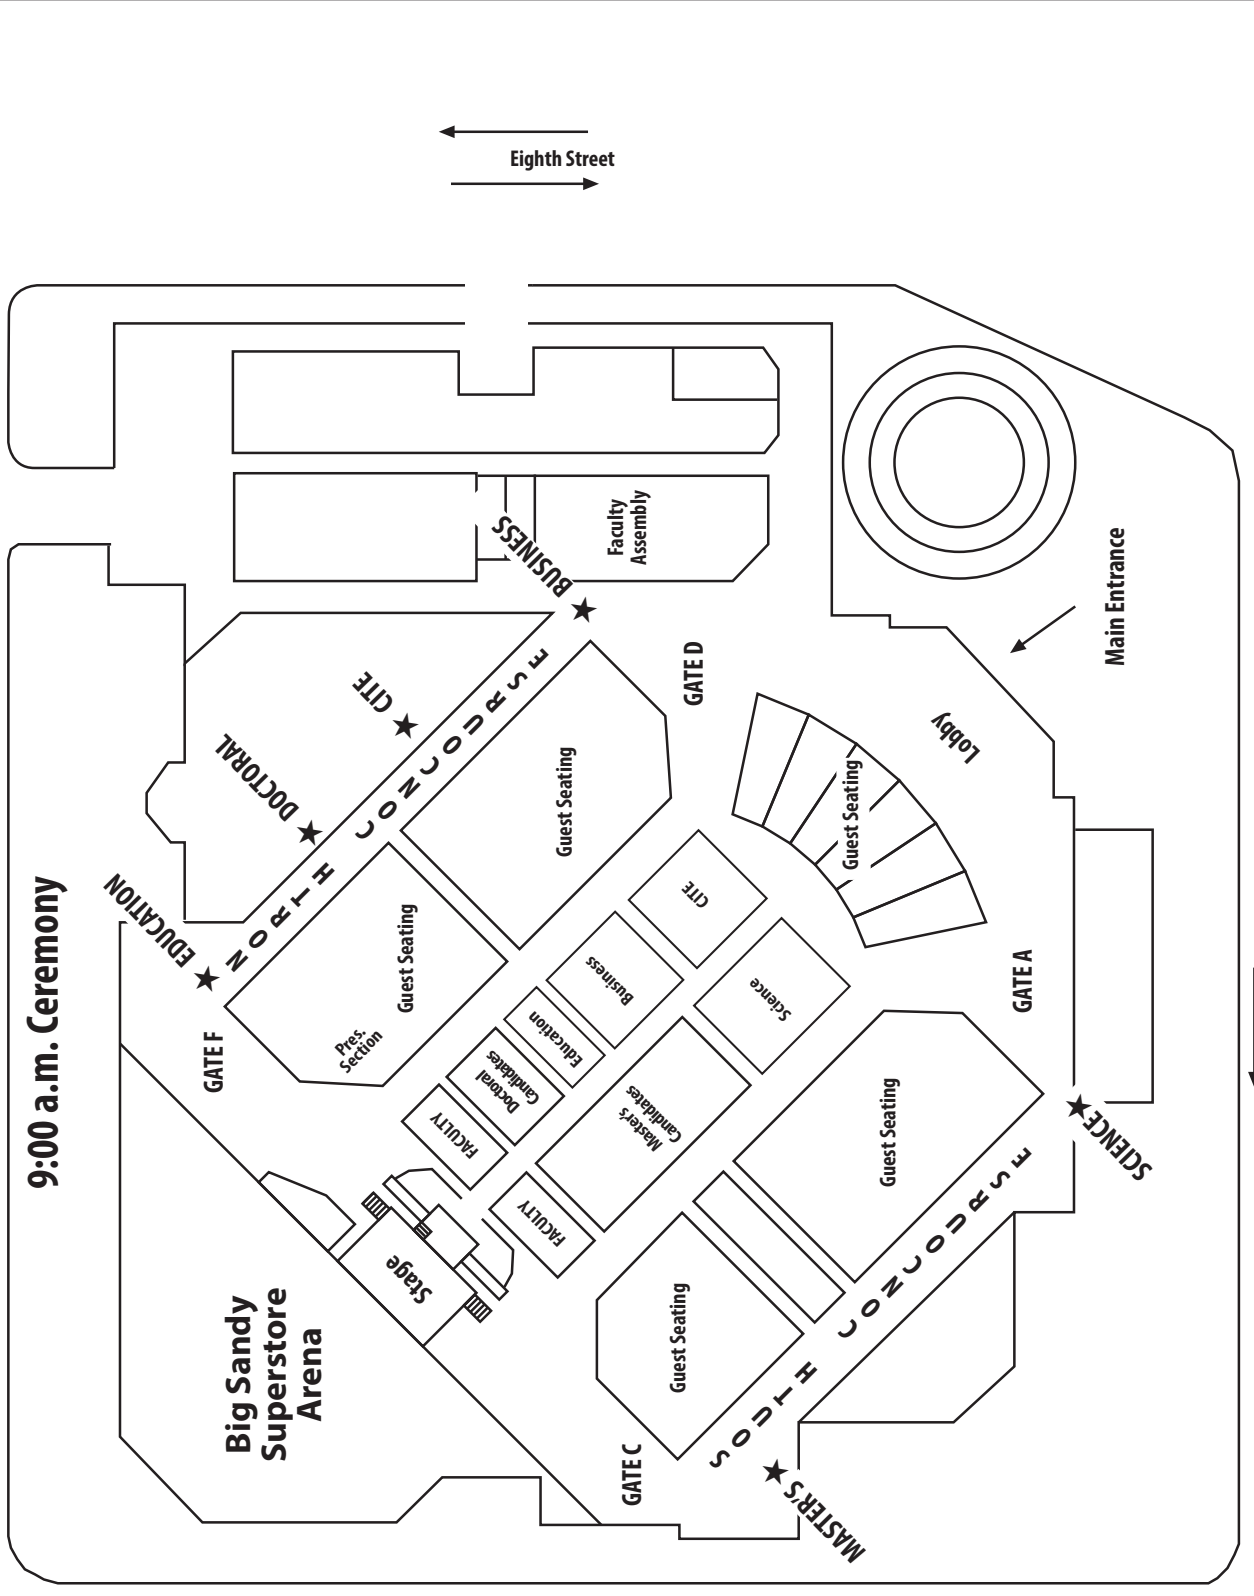 9:00 a.m. Ceremony
Big Sandy
Superstore
Arena
Eighth Street
Faculty
Assembly
BUSINESS
CITE
DOCTORAL
EDUCATION
NORTH CONCOURSE
GATE D
GATE F
Guest Seating
Guest Seating
Pres.
Section
Guest Seating
Lobby
Main Entrance
CITE
Business
Education
Doctoral
Candidates
FACULTY
Science
Master's
Candidates
FACULTY
Stage
GATE A
Guest Seating
Guest Seating
SOUTH CONCOURSE
GATE C
SCIENCE
MASTER'S